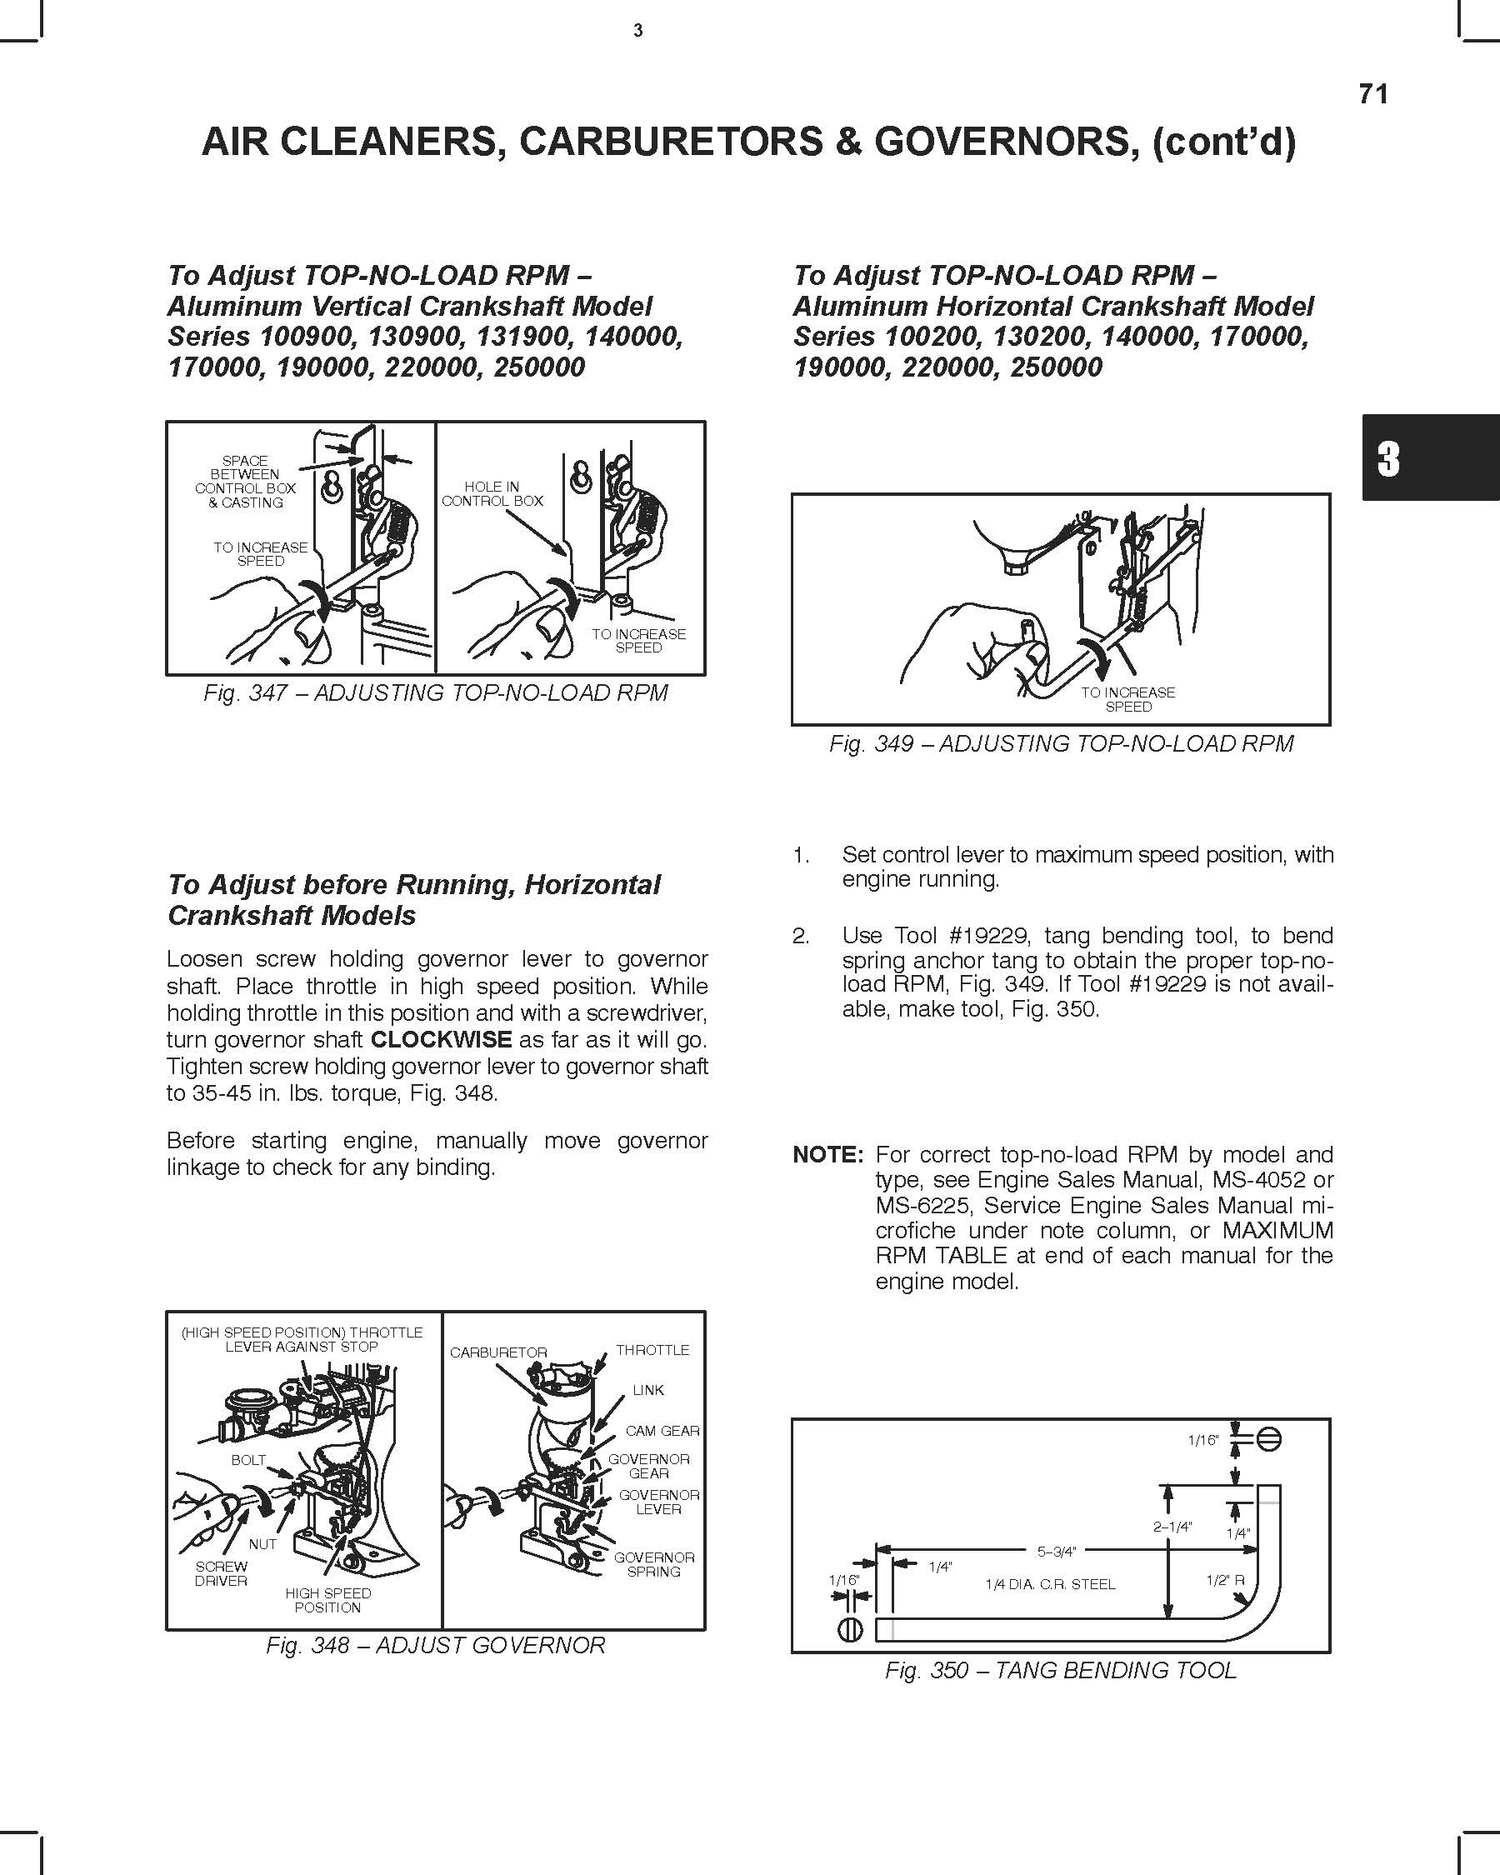 3
71
AIR CLEANERS, CARBURETORS & GOVERNORS, (cont’d)
To Adjust TOP-NO-LOAD RPM –
Aluminum Vertical Crankshaft Model
Series 100900, 130900, 131900, 140000,
170000, 190000, 220000, 250000
SPACE
BETWEEN
CONTROL BOX
& CASTING
TO INCREASE
SPEED
HOLE IN
CONTROL BOX
TO INCREASE
SPEED
Fig. 347 – ADJUSTING TOP-NO-LOAD RPM
To Adjust before Running, Horizontal
Crankshaft Models
Loosen screw holding governor lever to governor
shaft. Place throttle in high speed position. While
holding throttle in this position and with a screwdriver,
turn governor shaft CLOCKWISE as far as it will go.
Tighten screw holding governor lever to governor shaft
to 35-45 in. lbs. torque, Fig. 348.
Before starting engine, manually move governor
linkage to check for any binding.
(HIGH SPEED POSITION) THROTTLE
LEVER AGAINST STOP
BOLT
NUT
SCREW
DRIVER
HIGH SPEED
POSITION
CARBURETOR
THROTTLE
LINK
CAM GEAR
GOVERNOR
GEAR
GOVERNOR
LEVER
GOVERNOR
SPRING
Fig. 348 – ADJUST GOVERNOR
To Adjust TOP-NO-LOAD RPM –
Aluminum Horizontal Crankshaft Model
Series 100200, 130200, 140000, 170000,
190000, 220000, 250000
3
TO INCREASE
SPEED
Fig. 349 – ADJUSTING TOP-NO-LOAD RPM
1. Set control lever to maximum speed position, with
engine running.
2. Use Tool #19229, tang bending tool, to bend
spring anchor tang to obtain the proper top-no-
load RPM, Fig. 349. If Tool #19229 is not avail-
able, make tool, Fig. 350.
NOTE: For correct top-no-load RPM by model and
type, see Engine Sales Manual, MS-4052 or
MS-6225, Service Engine Sales Manual mi-
crofiche under note column, or MAXIMUM
RPM TABLE at end of each manual for the
engine model.
1/16"
2–1/4"
1/4"
5–3/4"
1/4"
1/16"
1/4 DIA. C.R. STEEL
1/2" R
Fig. 350 – TANG BENDING TOOL